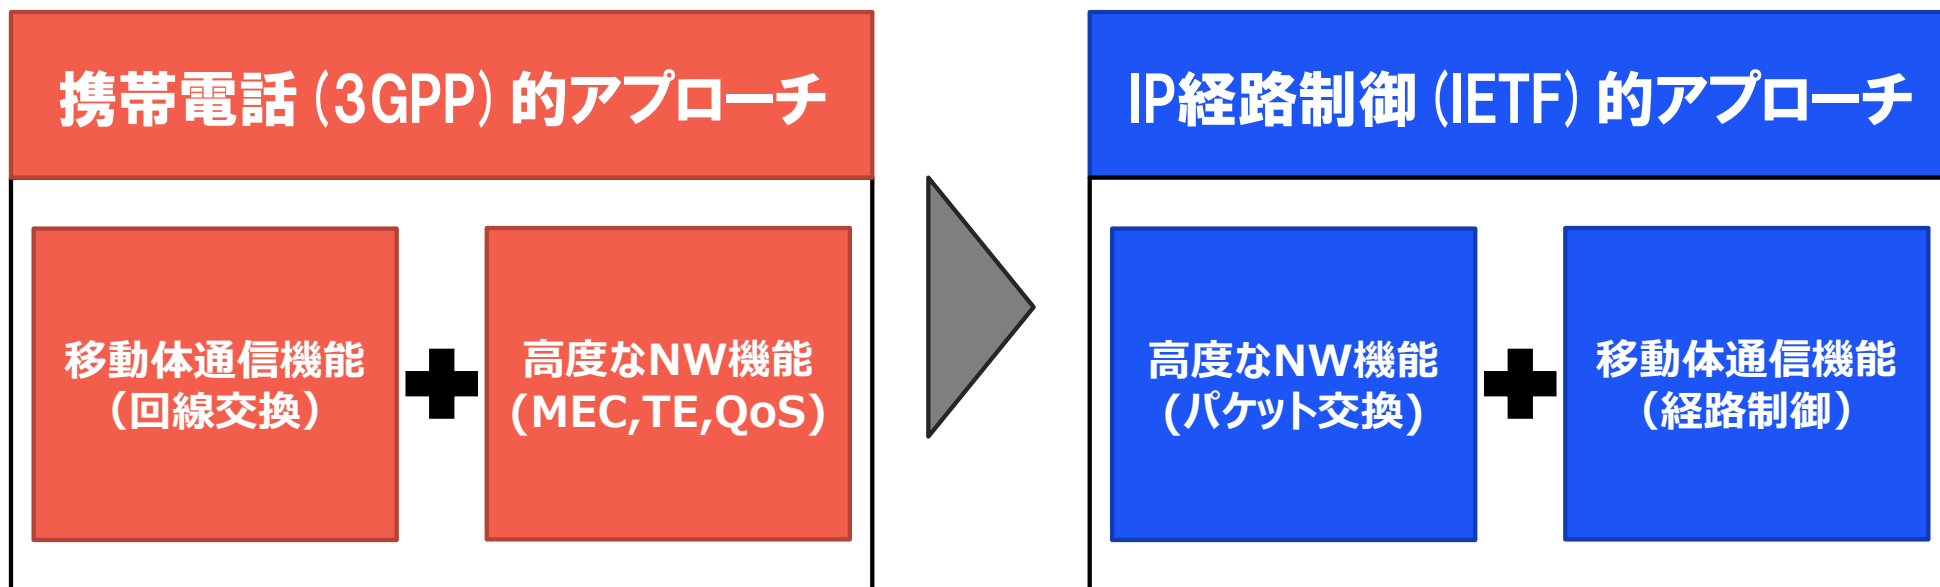 携帯電話(3GPP)的アプローチ
移動体通信機能
（回線交換）
高度なNW機能
(MEC,TE,QoS)
IP経路制御(IETF)的アプローチ
高度なNW機能
(パケット交換)
移動体通信機能
（経路制御）